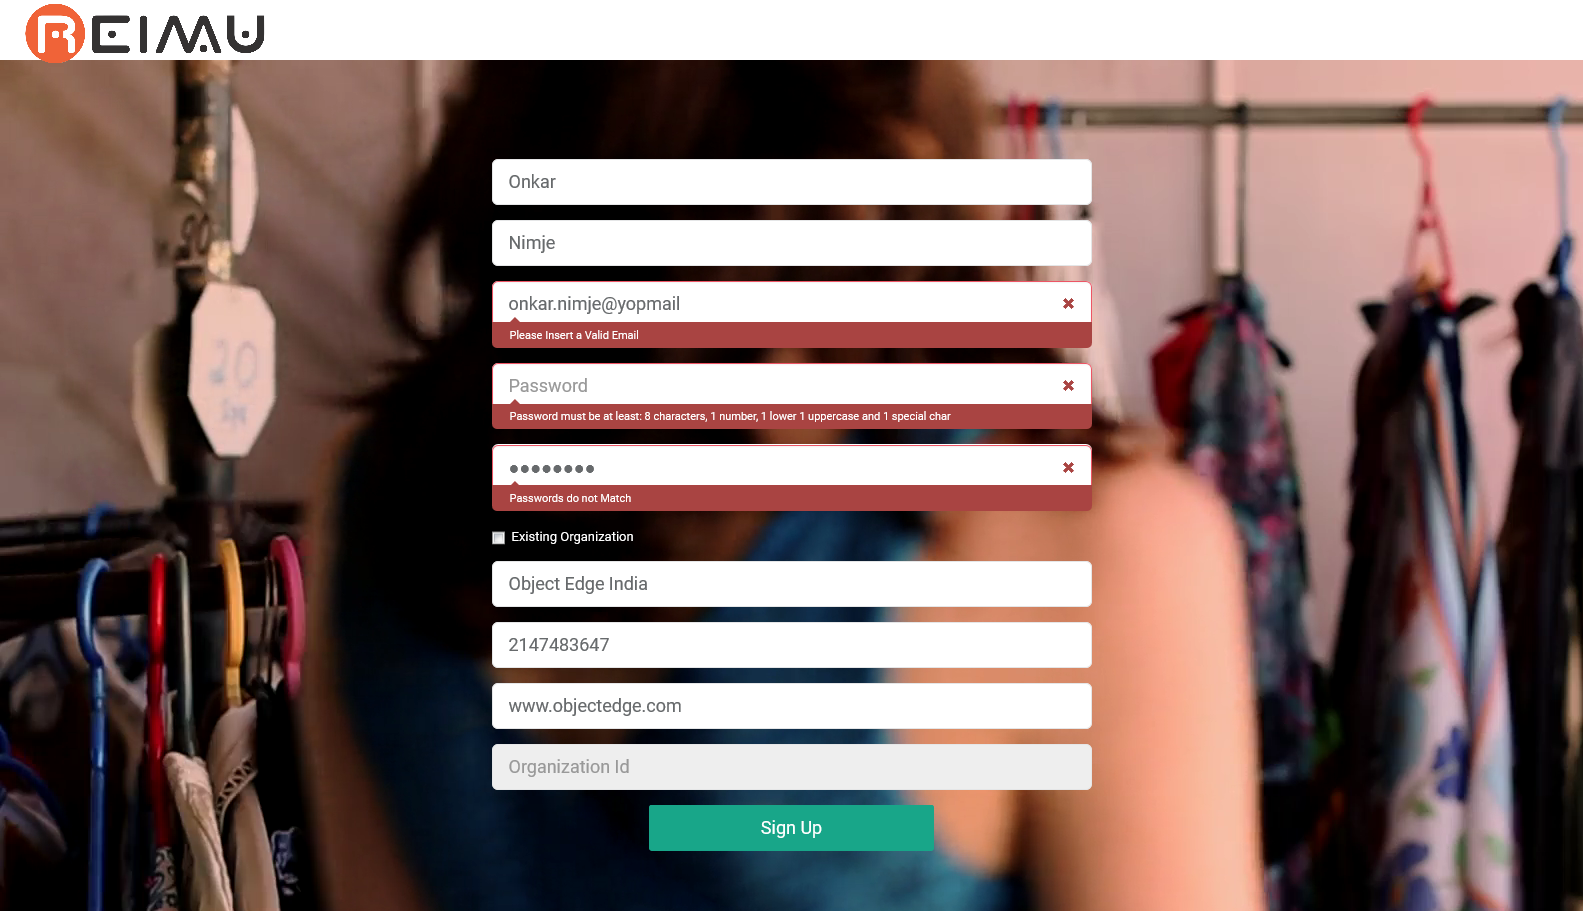 REIMU
Onkar
Nimje
onkar.nimje@yopmail
Please Insert a Valid Email
Password
Password must be at least: 8 characters, 1 number, 1 lower 1 uppercase and 1 special char
••••••••
Passwords do not Match
Existing Organization
Object Edge India
2147483647
www.objectedge.com
Organization Id
Sign Up